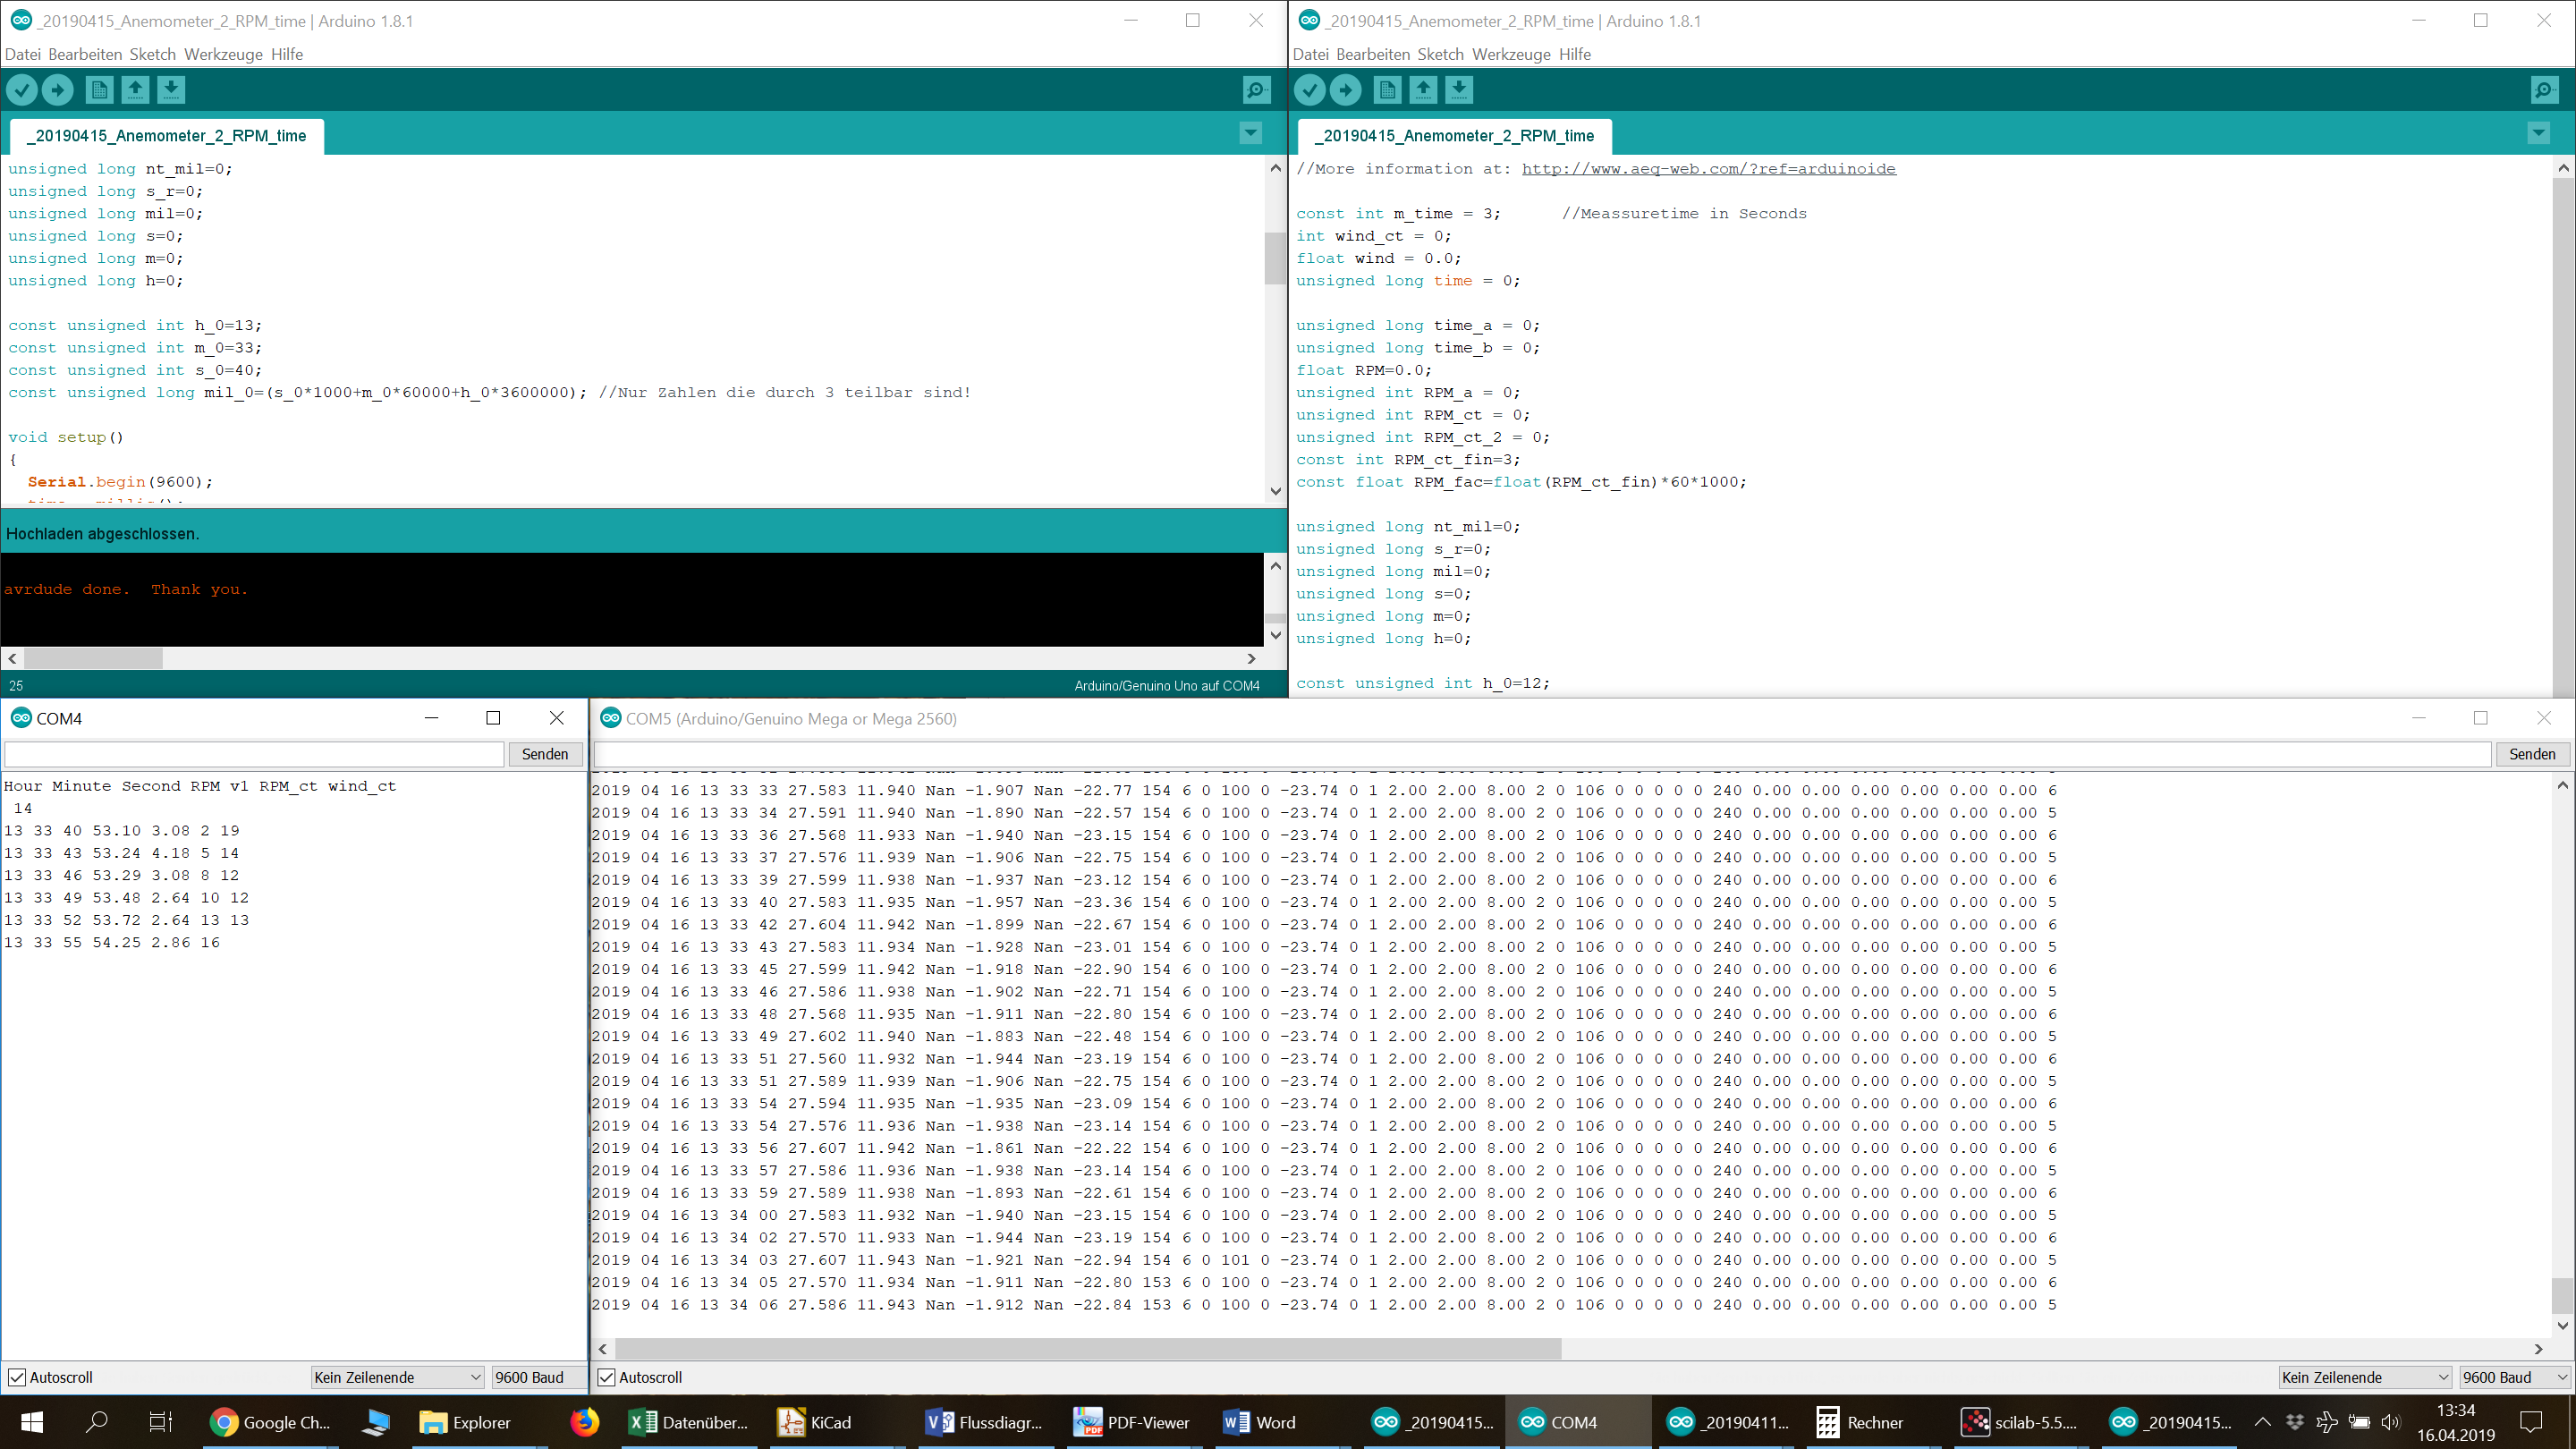 _20190415_Anemometer_2_RPM_time | Arduino 1.8.1
Datei Bearbeiten Sketch Werkzeuge Hilfe
_20190415_Anemometer_2_RPM_time
unsigned long nt_mil=0;
unsigned long s_r=0;
unsigned long mil=0;
unsigned long s=0;
unsigned long m=0;
unsigned long h=0;
const unsigned int h_0=13;
const unsigned int m_0=33;
const unsigned int s_0=40;
const unsigned long mil_0=(s_0*1000+m_0*60000+h_0*3600000); //Nur Zahlen die durch 3 teilbar sind!
void setup()
{
Serial.begin(9600);
Hochladen abgeschlossen.
avrdude done.  Thank you.
25
Arduino/Genuino Uno auf COM4
_20190415_Anemometer_2_RPM_time | Arduino 1.8.1
Datei Bearbeiten Sketch Werkzeuge Hilfe
_20190415_Anemometer_2_RPM_time
//More information at: http://www.aeq-web.com/?ref=arduinoide
const int m_time = 3;      //Meassuretime in Seconds
int wind_ct = 0;
float wind = 0.0;
unsigned long time = 0;
unsigned long time_a = 0;
unsigned long time_b = 0;
float RPM=0.0;
unsigned int RPM_a = 0;
unsigned int RPM_ct = 0;
unsigned int RPM_ct_2 = 0;
const int RPM_ct_fin=3;
const float RPM_fac=float(RPM_ct_fin)*60*1000;
unsigned long nt_mil=0;
unsigned long s_r=0;
unsigned long mil=0;
unsigned long s=0;
unsigned long m=0;
unsigned long h=0;
const unsigned int h_0=12;
COM4
Senden
Hour Minute Second RPM v1 RPM_ct wind_ct
14
13 33 40 53.10 3.08 2 19
13 33 43 53.24 4.18 5 14
13 33 46 53.29 3.08 8 12
13 33 49 53.48 2.64 10 12
13 33 52 53.72 2.64 13 13
13 33 55 54.25 2.86 16
Autoscroll
Kein Zeilenende
9600 Baud
COM5 (Arduino/Genuino Mega or Mega 2560)
Senden
2019 04 16 13 33 33 27.583 11.940 Nan -1.907 Nan -22.77 154 6 0 100 0 -23.74 0 1 2.00 2.00 8.00 2 0 106 0 0 0 0 0 240 0.00 0.00 0.00 0.00 0.00 0.00 6
2019 04 16 13 33 34 27.591 11.940 Nan -1.890 Nan -22.57 154 6 0 100 0 -23.74 0 1 2.00 2.00 8.00 2 0 106 0 0 0 0 0 240 0.00 0.00 0.00 0.00 0.00 0.00 5
2019 04 16 13 33 36 27.568 11.933 Nan -1.940 Nan -23.15 154 6 0 100 0 -23.74 0 1 2.00 2.00 8.00 2 0 106 0 0 0 0 0 240 0.00 0.00 0.00 0.00 0.00 0.00 6
2019 04 16 13 33 37 27.576 11.939 Nan -1.906 Nan -22.75 154 6 0 100 0 -23.74 0 1 2.00 2.00 8.00 2 0 106 0 0 0 0 0 240 0.00 0.00 0.00 0.00 0.00 0.00 5
2019 04 16 13 33 39 27.599 11.938 Nan -1.937 Nan -23.12 154 6 0 100 0 -23.74 0 1 2.00 2.00 8.00 2 0 106 0 0 0 0 0 240 0.00 0.00 0.00 0.00 0.00 0.00 6
2019 04 16 13 33 40 27.583 11.935 Nan -1.957 Nan -23.36 154 6 0 100 0 -23.74 0 1 2.00 2.00 8.00 2 0 106 0 0 0 0 0 240 0.00 0.00 0.00 0.00 0.00 0.00 5
2019 04 16 13 33 42 27.604 11.942 Nan -1.899 Nan -22.67 154 6 0 100 0 -23.74 0 1 2.00 2.00 8.00 2 0 106 0 0 0 0 0 240 0.00 0.00 0.00 0.00 0.00 0.00 6
2019 04 16 13 33 43 27.583 11.934 Nan -1.928 Nan -23.01 154 6 0 100 0 -23.74 0 1 2.00 2.00 8.00 2 0 106 0 0 0 0 0 240 0.00 0.00 0.00 0.00 0.00 0.00 5
2019 04 16 13 33 45 27.599 11.942 Nan -1.918 Nan -22.90 154 6 0 100 0 -23.74 0 1 2.00 2.00 8.00 2 0 106 0 0 0 0 0 240 0.00 0.00 0.00 0.00 0.00 0.00 6
2019 04 16 13 33 46 27.586 11.938 Nan -1.902 Nan -22.71 154 6 0 100 0 -23.74 0 1 2.00 2.00 8.00 2 0 106 0 0 0 0 0 240 0.00 0.00 0.00 0.00 0.00 0.00 5
2019 04 16 13 33 48 27.568 11.935 Nan -1.911 Nan -22.80 154 6 0 100 0 -23.74 0 1 2.00 2.00 8.00 2 0 106 0 0 0 0 0 240 0.00 0.00 0.00 0.00 0.00 0.00 6
2019 04 16 13 33 49 27.602 11.940 Nan -1.883 Nan -22.48 154 6 0 100 0 -23.74 0 1 2.00 2.00 8.00 2 0 106 0 0 0 0 0 240 0.00 0.00 0.00 0.00 0.00 0.00 5
2019 04 16 13 33 51 27.560 11.932 Nan -1.944 Nan -23.19 154 6 0 100 0 -23.74 0 1 2.00 2.00 8.00 2 0 106 0 0 0 0 0 240 0.00 0.00 0.00 0.00 0.00 0.00 6
2019 04 16 13 33 51 27.589 11.939 Nan -1.906 Nan -22.75 154 6 0 100 0 -23.74 0 1 2.00 2.00 8.00 2 0 106 0 0 0 0 0 240 0.00 0.00 0.00 0.00 0.00 0.00 5
2019 04 16 13 33 54 27.594 11.935 Nan -1.935 Nan -23.09 154 6 0 100 0 -23.74 0 1 2.00 2.00 8.00 2 0 106 0 0 0 0 0 240 0.00 0.00 0.00 0.00 0.00 0.00 6
2019 04 16 13 33 54 27.576 11.936 Nan -1.938 Nan -23.14 154 6 0 100 0 -23.74 0 1 2.00 2.00 8.00 2 0 106 0 0 0 0 0 240 0.00 0.00 0.00 0.00 0.00 0.00 5
2019 04 16 13 33 56 27.607 11.942 Nan -1.861 Nan -22.22 154 6 0 100 0 -23.74 0 1 2.00 2.00 8.00 2 0 106 0 0 0 0 0 240 0.00 0.00 0.00 0.00 0.00 0.00 6
2019 04 16 13 33 57 27.586 11.936 Nan -1.938 Nan -23.14 154 6 0 100 0 -23.74 0 1 2.00 2.00 8.00 2 0 106 0 0 0 0 0 240 0.00 0.00 0.00 0.00 0.00 0.00 5
2019 04 16 13 33 59 27.589 11.938 Nan -1.893 Nan -22.61 154 6 0 100 0 -23.74 0 1 2.00 2.00 8.00 2 0 106 0 0 0 0 0 240 0.00 0.00 0.00 0.00 0.00 0.00 6
2019 04 16 13 34 00 27.583 11.932 Nan -1.940 Nan -23.15 154 6 0 100 0 -23.74 0 1 2.00 2.00 8.00 2 0 106 0 0 0 0 0 240 0.00 0.00 0.00 0.00 0.00 0.00 5
2019 04 16 13 34 02 27.570 11.933 Nan -1.944 Nan -23.19 154 6 0 100 0 -23.74 0 1 2.00 2.00 8.00 2 0 106 0 0 0 0 0 240 0.00 0.00 0.00 0.00 0.00 0.00 6
2019 04 16 13 34 03 27.607 11.943 Nan -1.921 Nan -22.94 154 6 0 101 0 -23.74 0 1 2.00 2.00 8.00 2 0 106 0 0 0 0 0 240 0.00 0.00 0.00 0.00 0.00 0.00 5
2019 04 16 13 34 05 27.570 11.934 Nan -1.911 Nan -22.80 153 6 0 100 0 -23.74 0 1 2.00 2.00 8.00 2 0 106 0 0 0 0 0 240 0.00 0.00 0.00 0.00 0.00 0.00 6
2019 04 16 13 34 06 27.586 11.943 Nan -1.912 Nan -22.84 153 6 0 100 0 -23.74 0 1 2.00 2.00 8.00 2 0 106 0 0 0 0 0 240 0.00 0.00 0.00 0.00 0.00 0.00 5
Autoscroll
Kein Zeilenende
9600 Baud
Google Ch...
Explorer
Datenüber...
KiCad
Flussdiagr...
PDF-Viewer
Word
_20190415...
COM4
_20190411...
Rechner
scilab-5.5....
_20190415...
13:34
16.04.2019